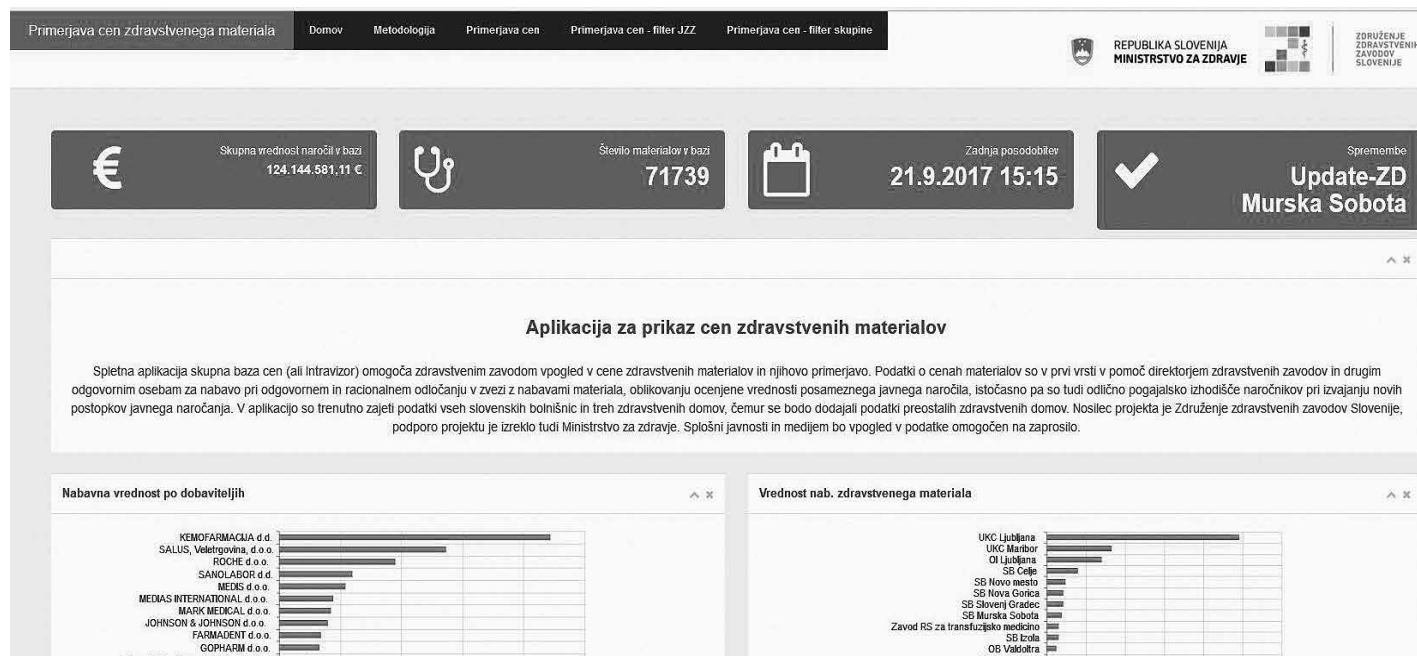 Primerjava cen zdravstvenega materiala
Domov
Metodologija
Primerjava cen
Primerjava cen - filter JZZ
Primerjava cen - filter skupine
REPUBLIKA SLOVENIJA
MINISTRSTVO ZA ZDRAVJE
ZDRUŽENJE
ZDRAVSTVENIH
ZAVODOV
SLOVENIJE
Skupna vrednost naročil v bazi
124.144.581,11 €
Število materialov v bazi
71739
Zadnja posodobitev
21.9.2017 15:15
Spremembe
Update-ZD
Murska Sobota
Aplikacija za prikaz cen zdravstvenih materialov
Spletna aplikacija skupna baza cen (ali Intravizor) omogoča zdravstvenim zavodom vpogled v cene zdravstvenih materialov in njihovo primerjavo. Podatki o cenah materialov so v prvi vrsti v pomoč direktorjem zdravstvenih zavodov in drugim
odgovornim osebam za nabavo pri odgovornem in racionalnem odločanju v zvezi z nabavami materiala, oblikovanju ocenjene vrednosti posameznega javnega naročila, istočasno pa so tudi odlično pogajalsko izhodišče naročnikov pri izvajanju novih
postopkov javnega naročanja. V aplikacijo so trenutno zajeti podatki vseh slovenskih bolnišnic in treh zdravstvenih domov, čemur se bodo dodajali podatki preostalih zdravstvenih domov. Nosilec projekta je Združenje zdravstvenih zavodov Slovenije,
podporo projektu je izreklo tudi Ministrstvo za zdravje. Splošni javnosti in medijem bo vpogled v podatke omogočen na zaprosilo.
Nabavna vrednost po dobaviteljih
KEMOFARMACIJA d.d.
SALUS, Veletrgovina, d.o.o.
ROCHE d.o.o.
SANOLABOR d.d.
MEDIS d.o.o.
MEDIAS INTERNATIONAL d.o.o.
MARK MEDICAL d.o.o.
JOHNSON & JOHNSON d.o.o.
FARMADENT d.o.o.
GOPHARM d.o.o.
Vrednost nab. zdravstvenega materiala
UKC Ljubljana
UKC Maribor
OI Ljubljana
SB Celje
SB Novo mesto
SB Nova Gorica
SB Slovenj Gradec
SB Murska Sobota
Zavod RS za transfuzijsko medicino
SB Izola
OB Valdoltra